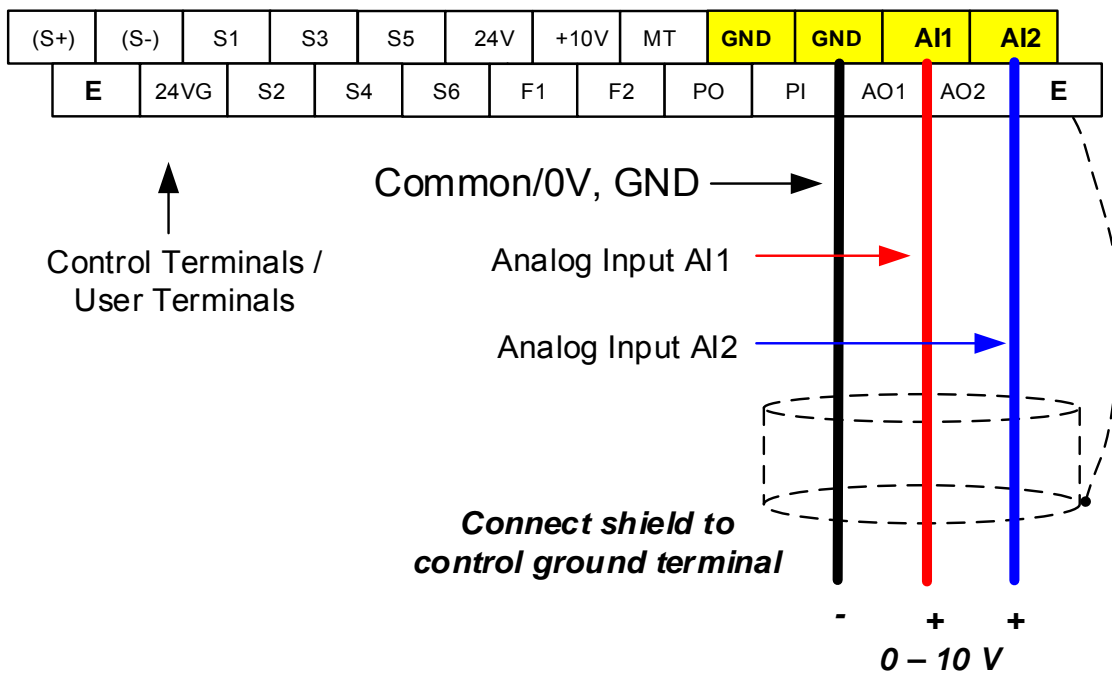 (S+) (S-) S1 S3 S5 24V +10V MT GND GND AI1 AI2
E 24VG S2 S4 S6 F1 F2 PO PI AO1 AO2 E
Common/0V, GND
Control Terminals /
User Terminals
Analog Input AI1
Analog Input AI2
Connect shield to
control ground terminal
- + +
0 – 10 V